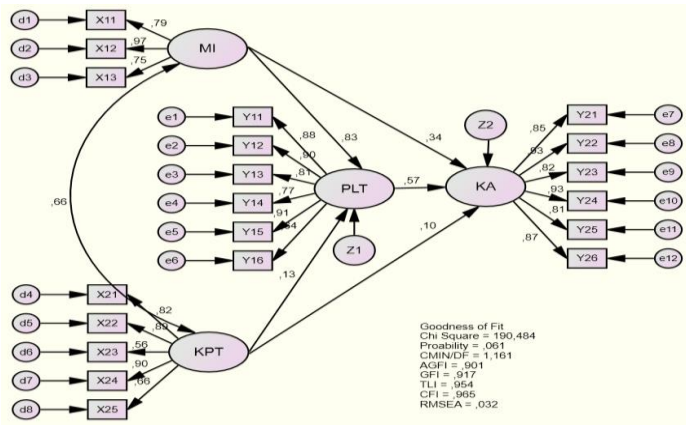 d1 X11 ,79
d2 X12 ,97
d3 X13 ,75
MI
e1 Y11 ,88
e2 Y12 ,90
e3 Y13 ,81
e4 Y14 ,77
e5 Y15 ,91
e6 Y16
,83
,34
PLT
,57
Z1
Z2
KA
,85 Y21 e7
,93 Y22 e8
,82 Y23 e9
,93 Y24 e10
,81 Y25 e11
,87 Y26 e12
,66
,13
,10
d4 X21 ,82
d5 X22 ,89
d6 X23 ,56
d7 X24 ,90
d8 X25 ,66
KPT
Goodness of Fit
Chi Square = 190,484
Proability = ,061
CMIN/DF = 1,161
AGFI = ,901
GFI = ,917
TLI = ,954
CFI = ,965
RMSEA = ,032